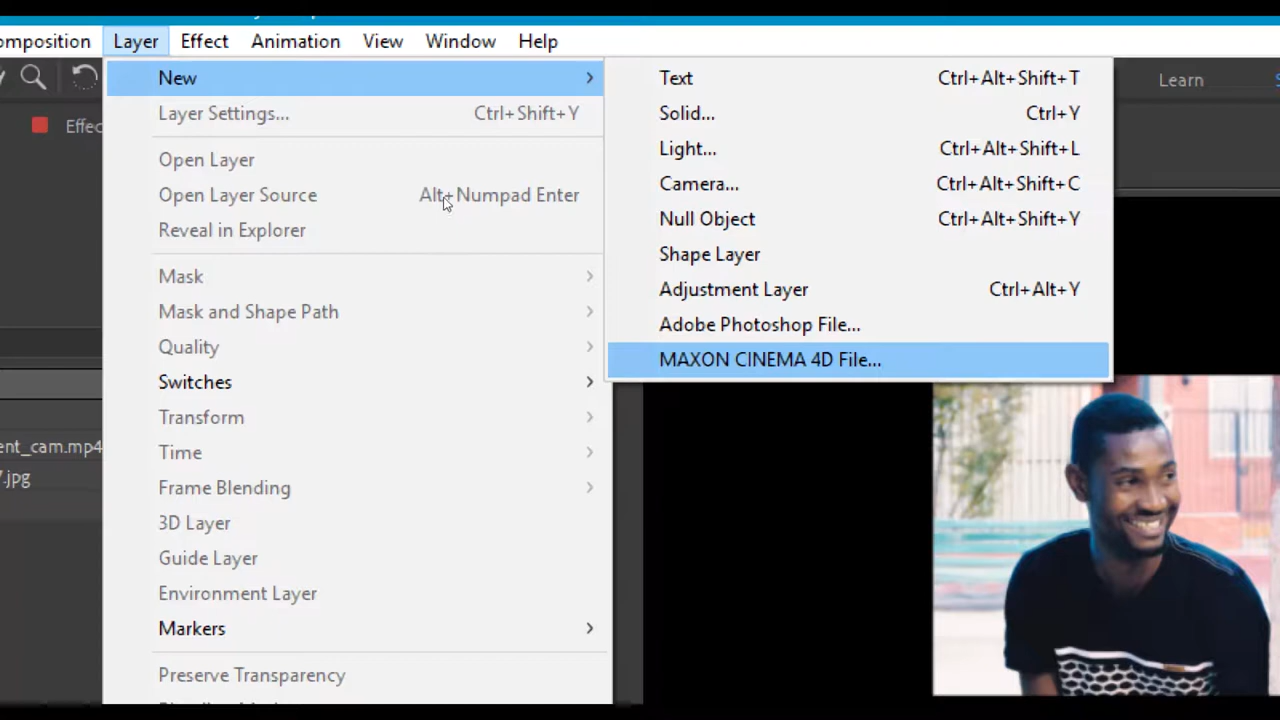 omposition Layer Effect Animation View Window Help
New
Layer Settings... Ctrl+Shift+Y
Open Layer
Open Layer Source Alt+Numpad Enter
Reveal in Explorer
Mask
Mask and Shape Path
Quality
Switches
Transform
Time
Frame Blending
3D Layer
Guide Layer
Environment Layer
Markers
Preserve Transparency
Text Ctrl+Alt+Shift+T
Solid... Ctrl+Y
Light... Ctrl+Alt+Shift+L
Camera... Ctrl+Alt+Shift+C
Null Object Ctrl+Alt+Shift+Y
Shape Layer
Adjustment Layer Ctrl+Alt+Y
Adobe Photoshop File...
MAXON CINEMA 4D File...
Learn
Effec
ent_cam.mp4
.jpg